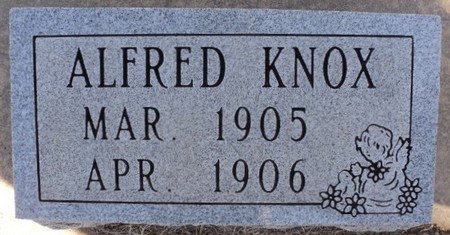 ALFRED KNOX
MAR. 1905
APR. 1906